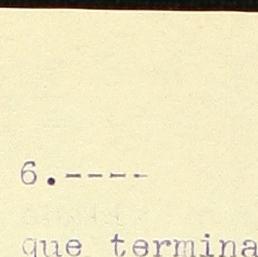 6.----
que termina